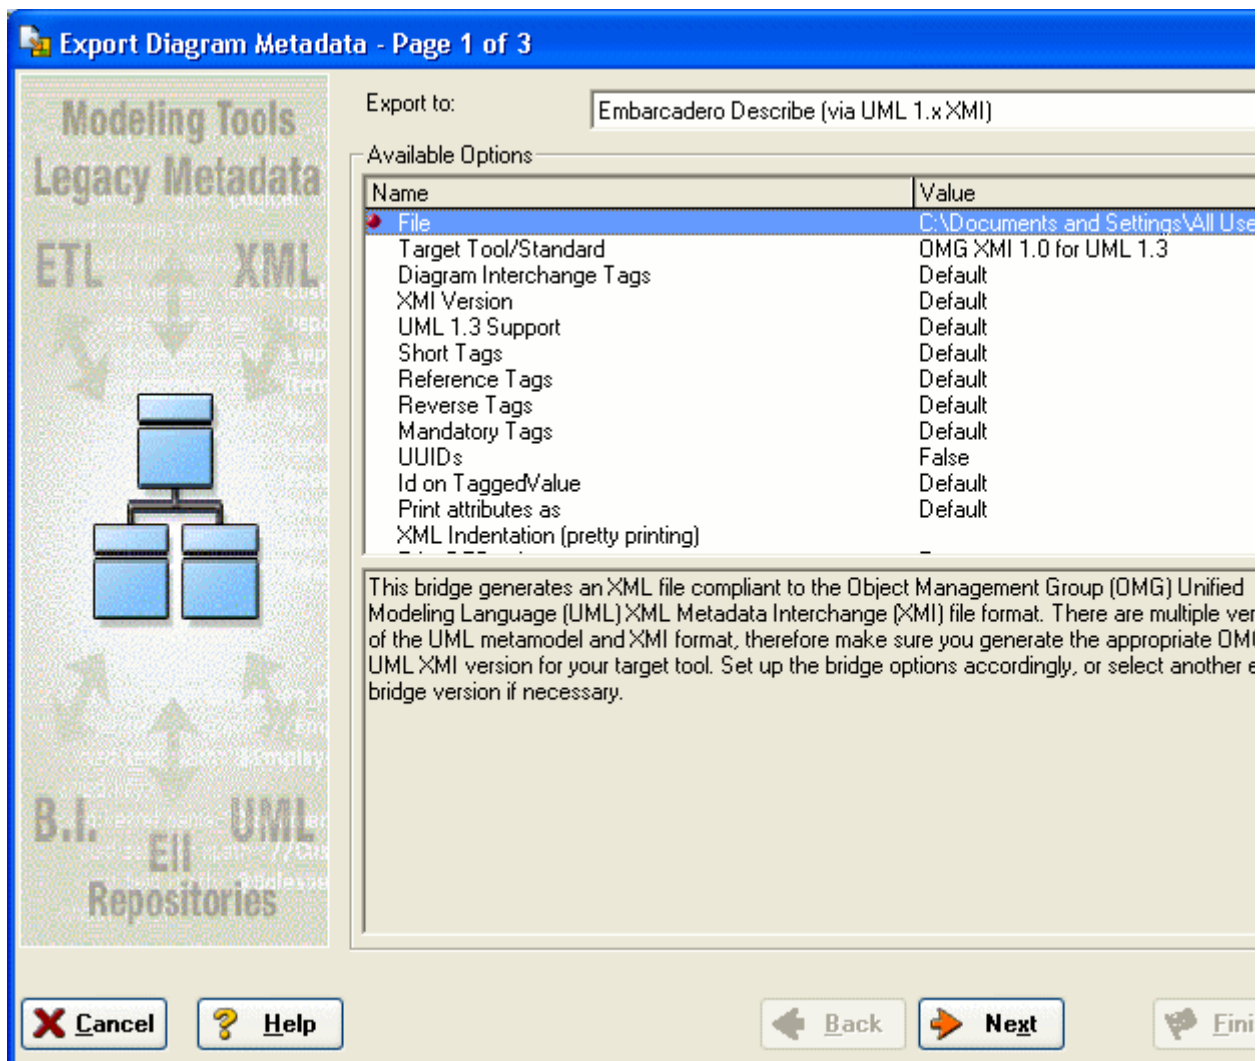 Export Diagram Metadata - Page 1 of 3
Modeling Tools
Legacy Metadata
ETL XML
B.I. UML
EII
Repositories
Export to: Embarcadero Describe (via UML 1.x XMI)
Available Options
Name Value
File C:\Documents and Settings\All Use
Target Tool/Standard OMG XMI 1.0 for UML 1.3
Diagram Interchange Tags Default
XMI Version Default
UML 1.3 Support Default
Short Tags Default
Reference Tags Default
Reverse Tags Default
Mandatory Tags Default
UUIDs False
Id on TaggedValue Default
Print attributes as Default
XML Indentation (pretty printing)
This bridge generates an XML file compliant to the Object Management Group (OMG) Unified
Modeling Language (UML) XML Metadata Interchange (XMI) file format. There are multiple ver
of the UML metamodel and XMI format, therefore make sure you generate the appropriate OMG
UML XMI version for your target tool. Set up the bridge options accordingly, or select another e
bridge version if necessary.
Cancel Help Back Next Fini